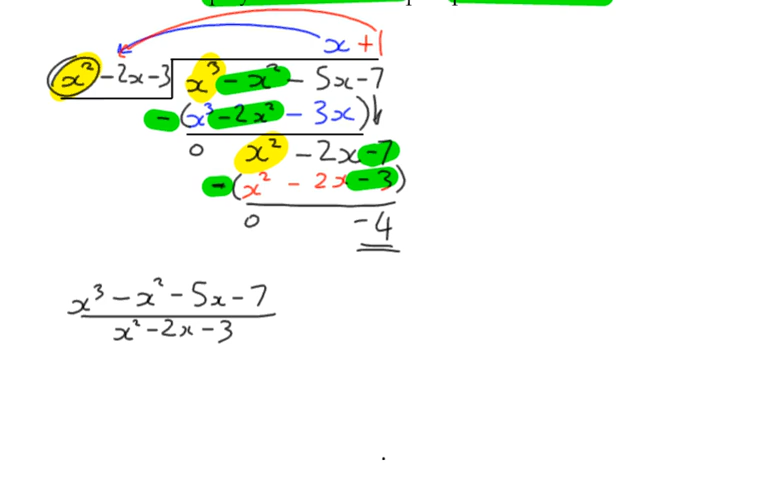 x + 1
x² - 2x - 3 x³ - x² - 5x - 7
- (x³ - 2x² - 3x)
0 x² - 2x - 7
- (x² - 2x - 3)
0 - 4
x³ - x² - 5x - 7
x² - 2x - 3
.